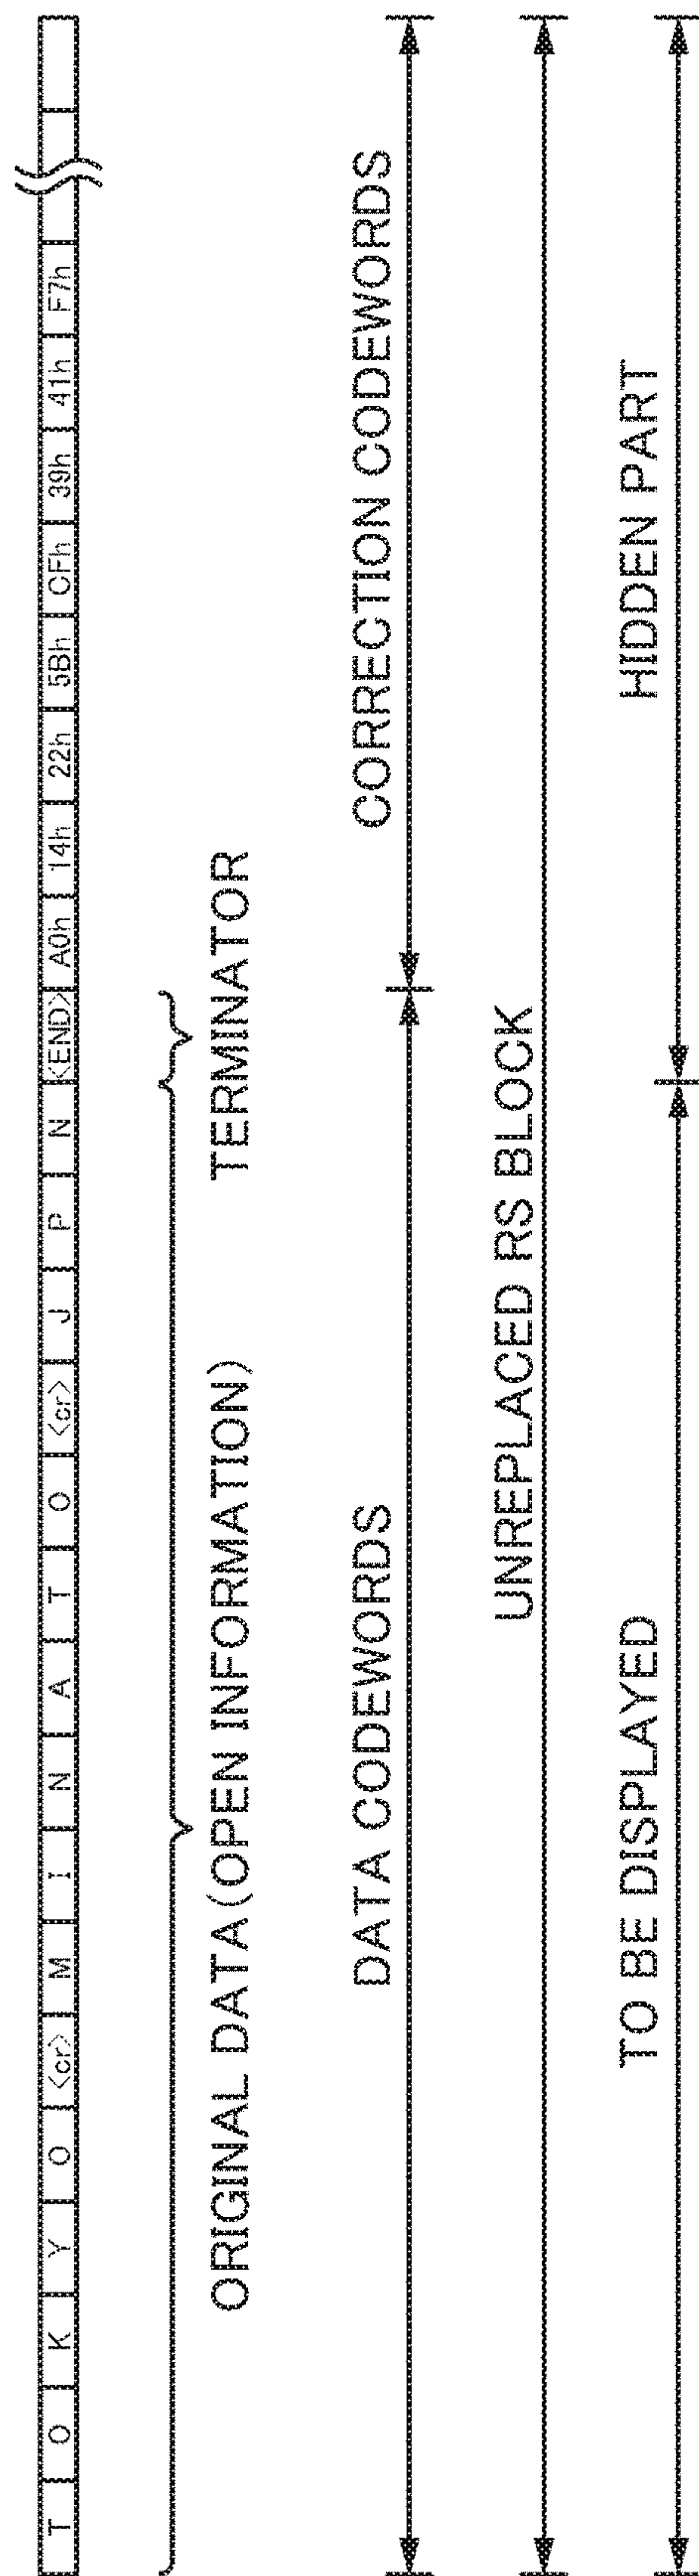 T O K Y O <cr> M I N A T O <cr> J P N <END> A0h 14h 22h 5Bh CFh 39h 41h F7h
ORIGINAL DATA (OPEN INFORMATION) TERMINATOR
DATA CODEWORDS CORRECTION CODEWORDS
UNREPLACED RS BLOCK
TO BE DISPLAYED HIDDEN PART